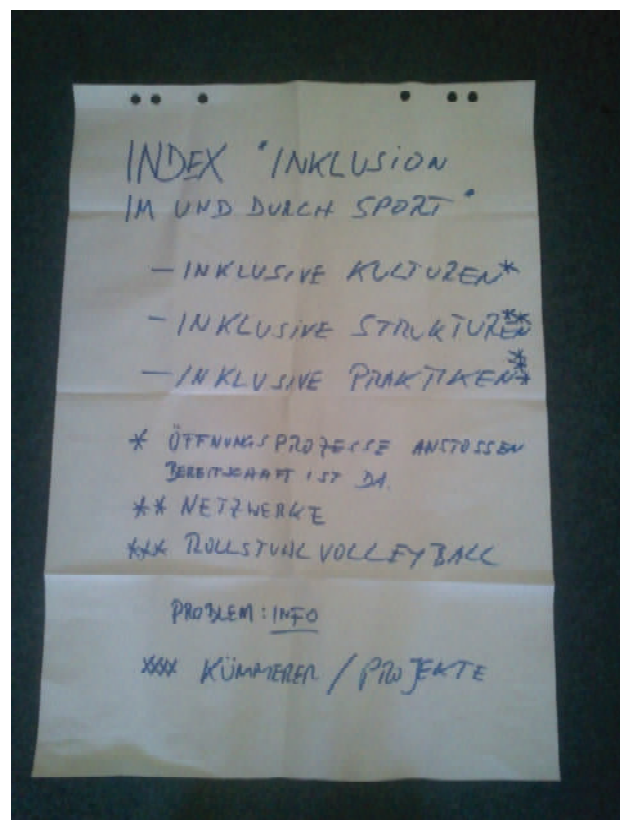 INDEX "INKLUSION
IM UND DURCH SPORT"
- INKLUSIVE KULTUREN*
- INKLUSIVE STRUKTUREN**
- INKLUSIVE PRAKTIKEN***
* ÖFFNUNGSPROZESSE ANSTOSSEN
BEREITSCHAFT IST DA.
** NETZWERKE
*** ROLLSTUHLVOLLEYBALL
PROBLEM: INFO
**** KÜMMERER / PROJEKTE